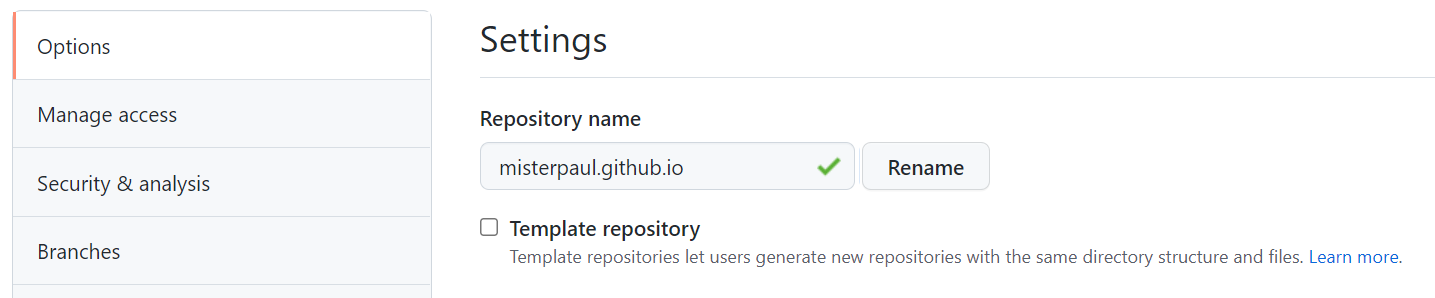 Options
Manage access
Security & analysis
Branches
Settings
Repository name
misterpaul.github.io
Rename
Template repository
Template repositories let users generate new repositories with the same directory structure and files. Learn more.